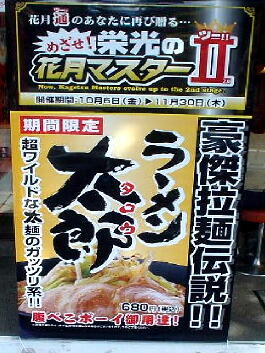 花月通のあなたに再び贈る…
めざせ!栄光の
花月マスターII
ツー!!
Now, Kagetsu Masters evolve up to the 2nd stage.
開催期間:10月6日(金)▶11月30日(木)
期間限定
豪傑拉麺伝説!!
ラーメン
太郎
タロウ
超ワイルドな太麺のガッツリ系!!
680円(税込)
腹ぺこボーイ御用達!